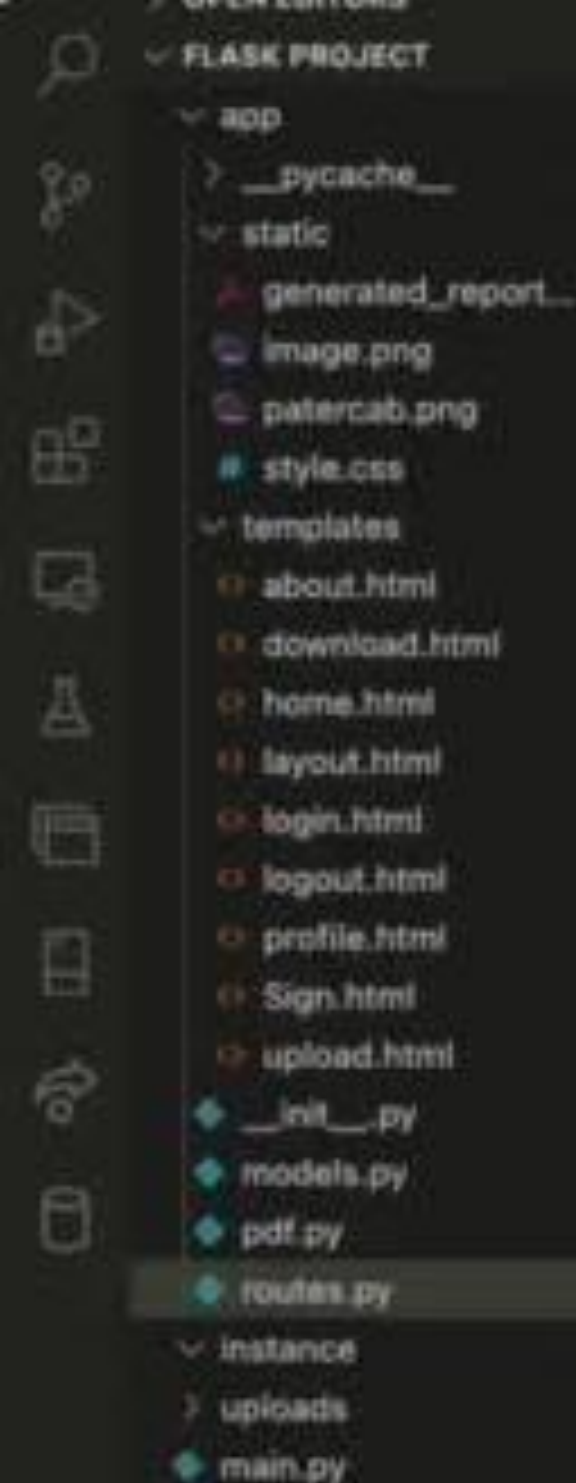 OPEN EDITORS
FLASK PROJECT
app
__pycache__
static
generated_report...
image.png
patercab.png
style.css
templates
about.html
download.html
home.html
layout.html
login.html
logout.html
profile.html
Sign.html
upload.html
__init__.py
models.py
pdf.py
routes.py
instance
uploads
main.py